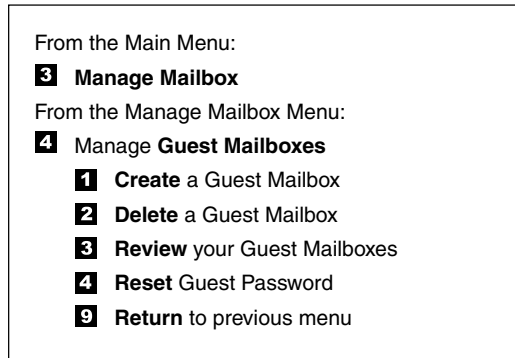 From the Main Menu:
3 Manage Mailbox
From the Manage Mailbox Menu:
4 Manage Guest Mailboxes
1 Create a Guest Mailbox
2 Delete a Guest Mailbox
3 Review your Guest Mailboxes
4 Reset Guest Password
9 Return to previous menu